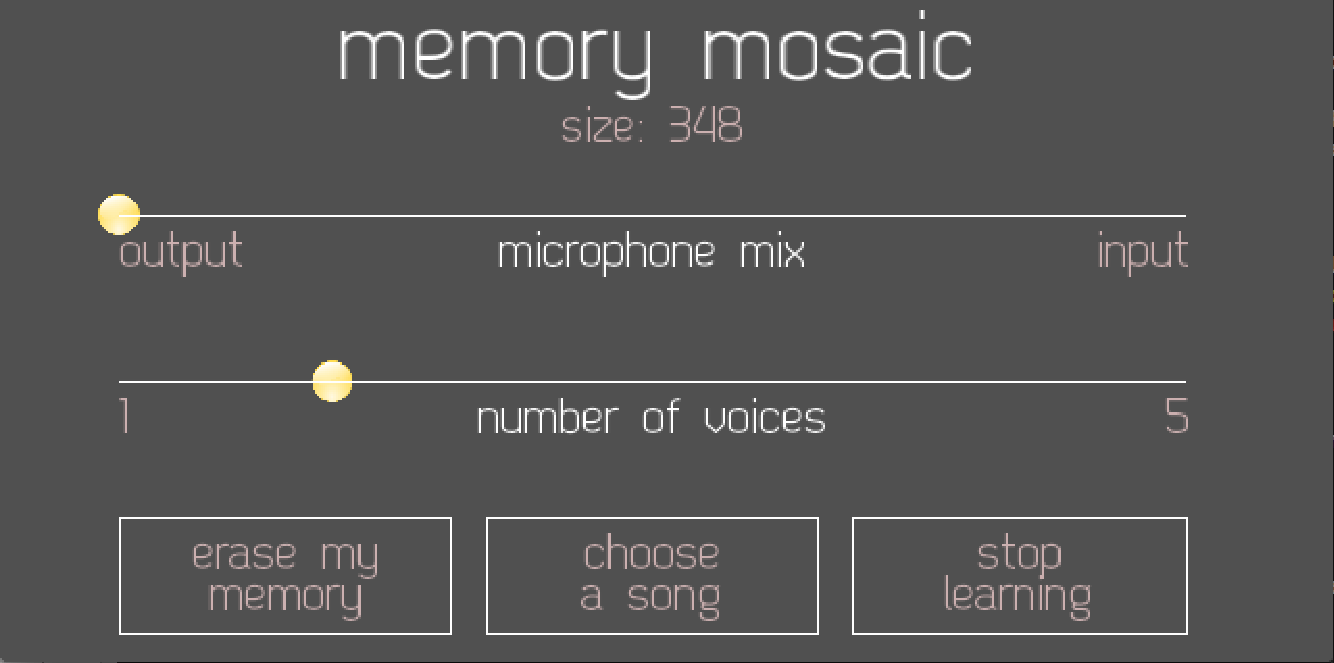 memory mosaic
size: 348
output microphone mix input
1 number of voices 5
erase my
memory
choose
a song
stop
learning